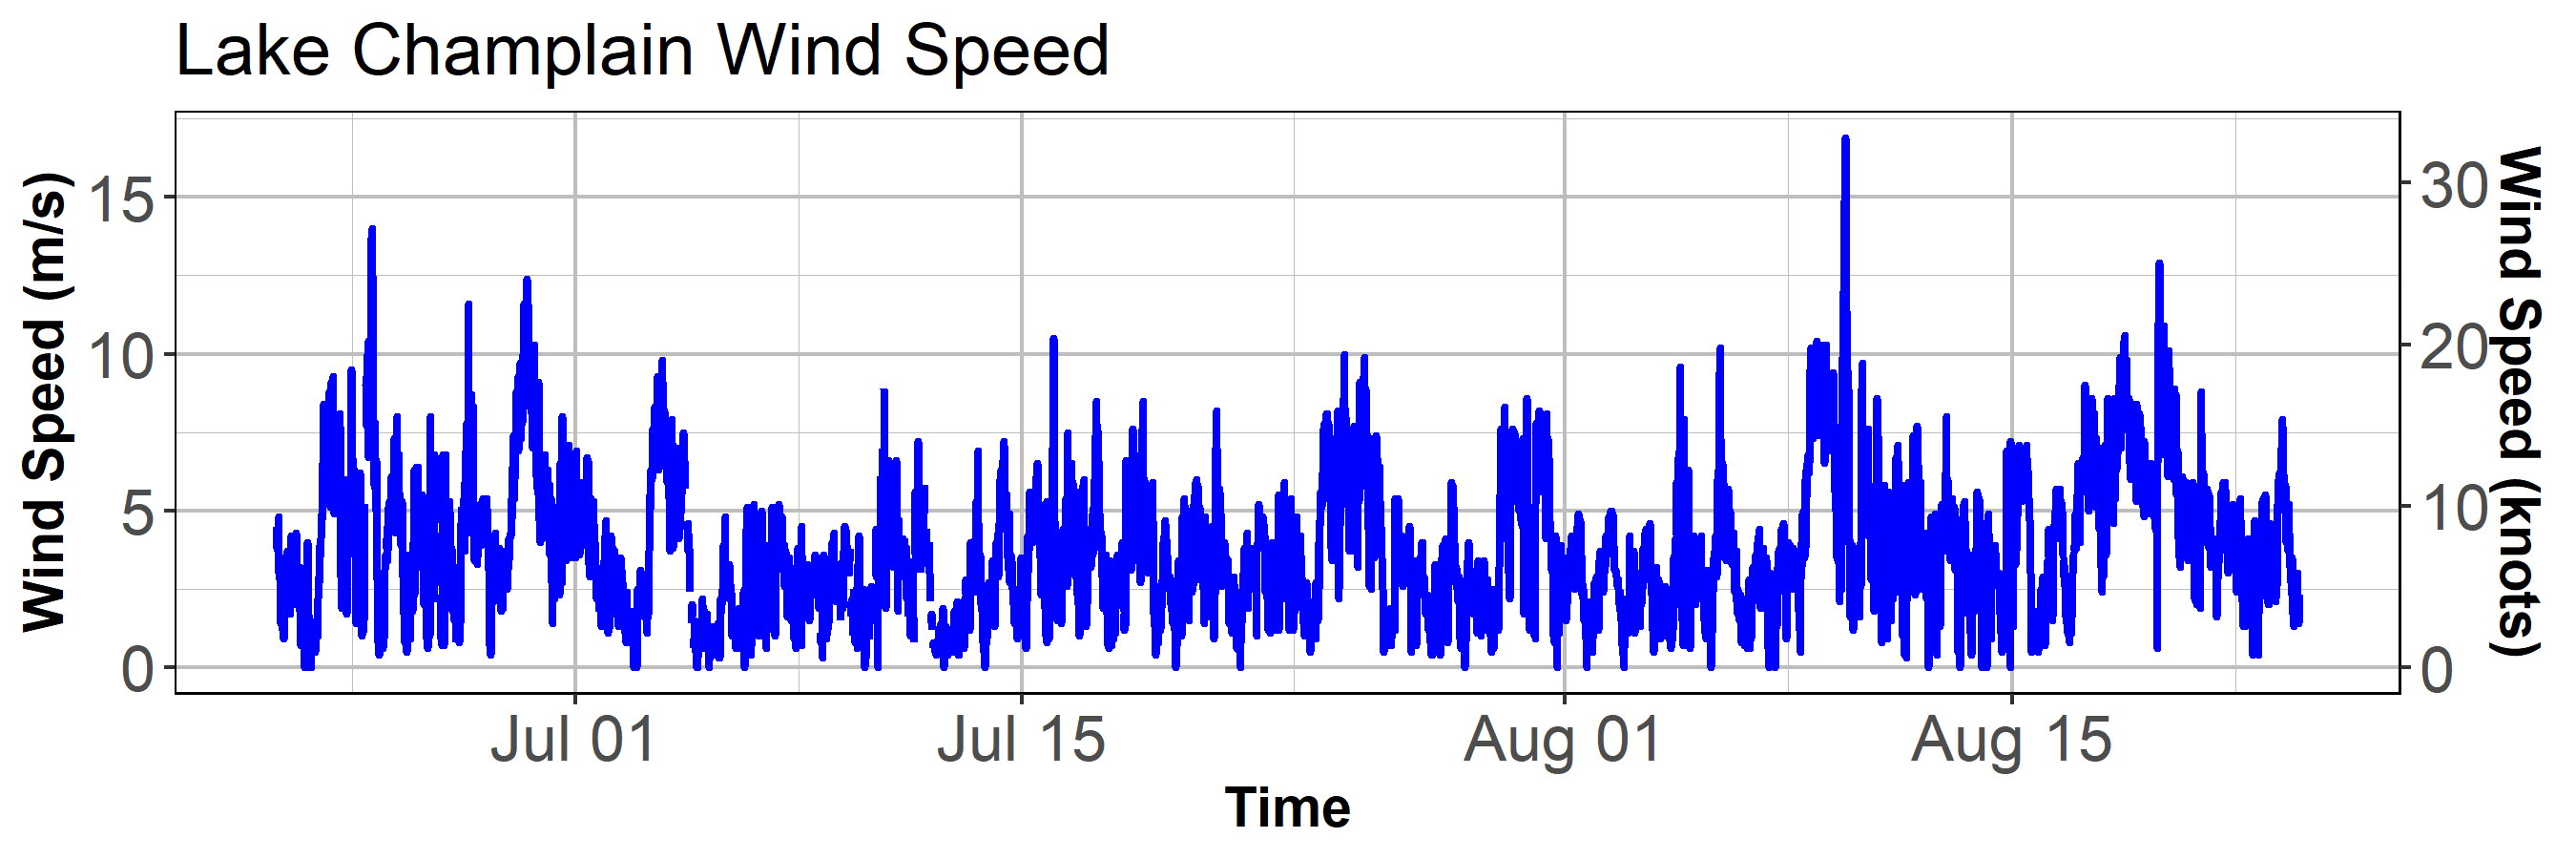 Lake Champlain Wind Speed
Wind Speed (m/s)
15
10
5
0
30
20
10
0
Wind Speed (knots)
Jul 01
Jul 15
Aug 01
Aug 15
Time